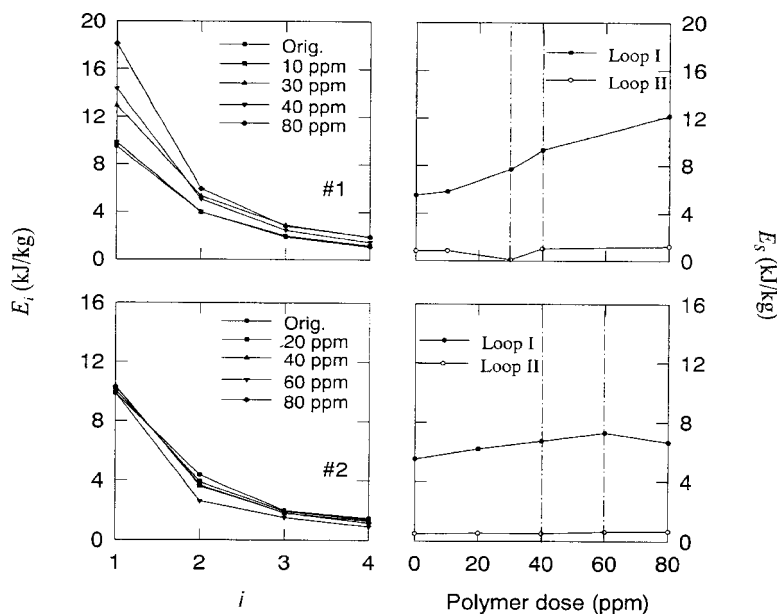 20
16
12
8
4
0
Orig.
10 ppm
30 ppm
40 ppm
80 ppm
#1
20
16
12
8
4
0
Loop I
Loop II
E_i (kJ/kg)
E_S (kJ/kg)
16
12
8
4
0
Orig.
20 ppm
40 ppm
60 ppm
80 ppm
#2
1 2 3 4
i
16
12
8
4
0
Loop I
Loop II
0 20 40 60 80
Polymer dose (ppm)